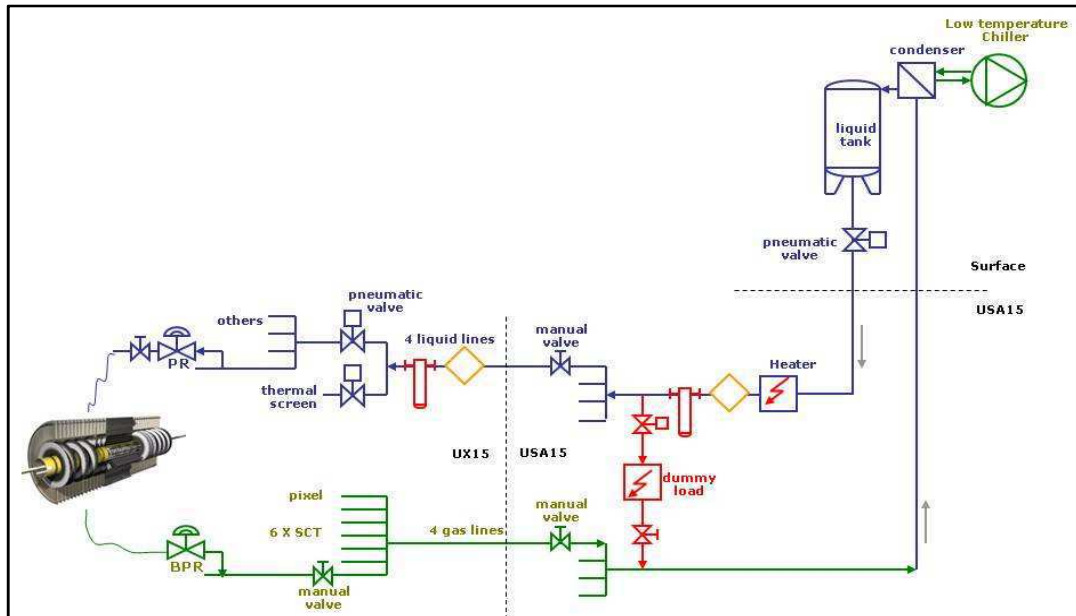 Low temperature
Chiller
condenser
liquid
tank
pneumatic
valve
Surface
USA15
pneumatic
valve
others
4 liquid lines
manual
valve
PR
Heater
thermal
screen
UX15
USA15
dummy
load
pixel
6 X SCT
4 gas lines
manual
valve
BPR
manual
valve